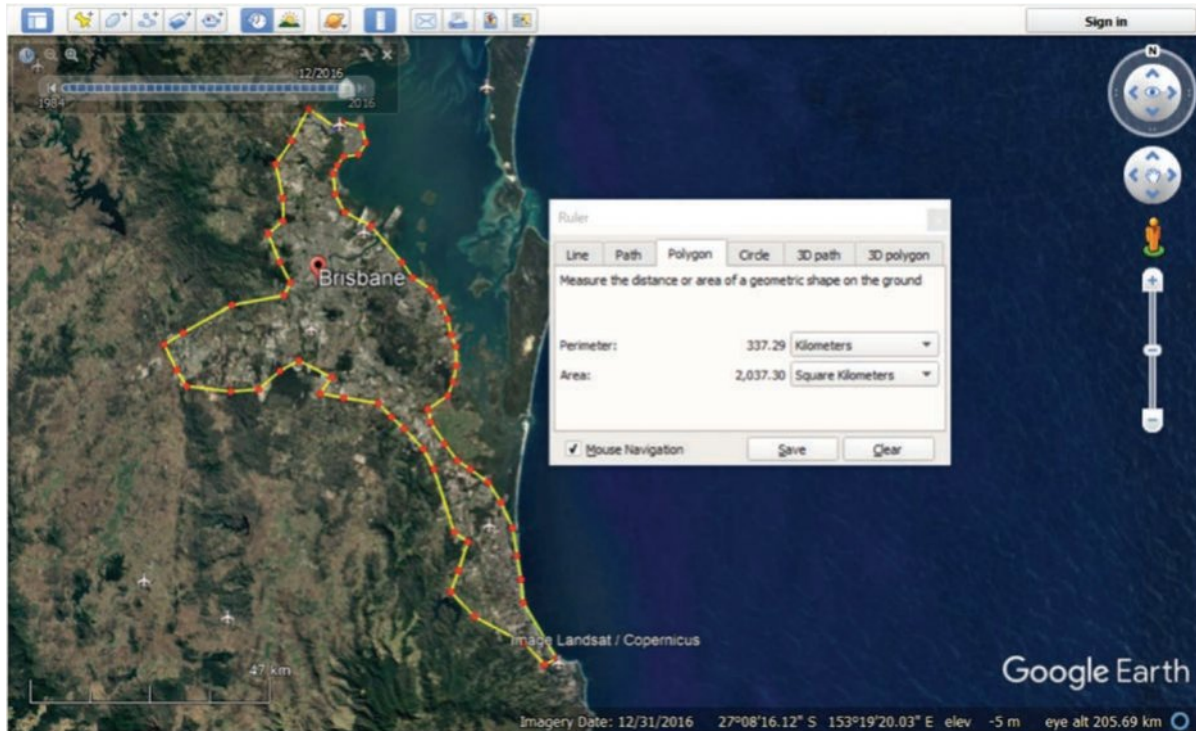 Sign in
12/2016
1984 2016
N
Ruler
Line Path Polygon Circle 3D path 3D polygon
Measure the distance or area of a geometric shape on the ground
Perimeter: 337.29 Kilometers
Area: 2,037.30 Square Kilometers
Mouse Navigation Save Clear
Brisbane
Image Landsat / Copernicus
47 km
Google Earth
Imagery Date: 12/31/2016 27°08'16.12" S 153°19'20.03" E elev -5 m eye alt 205.69 km